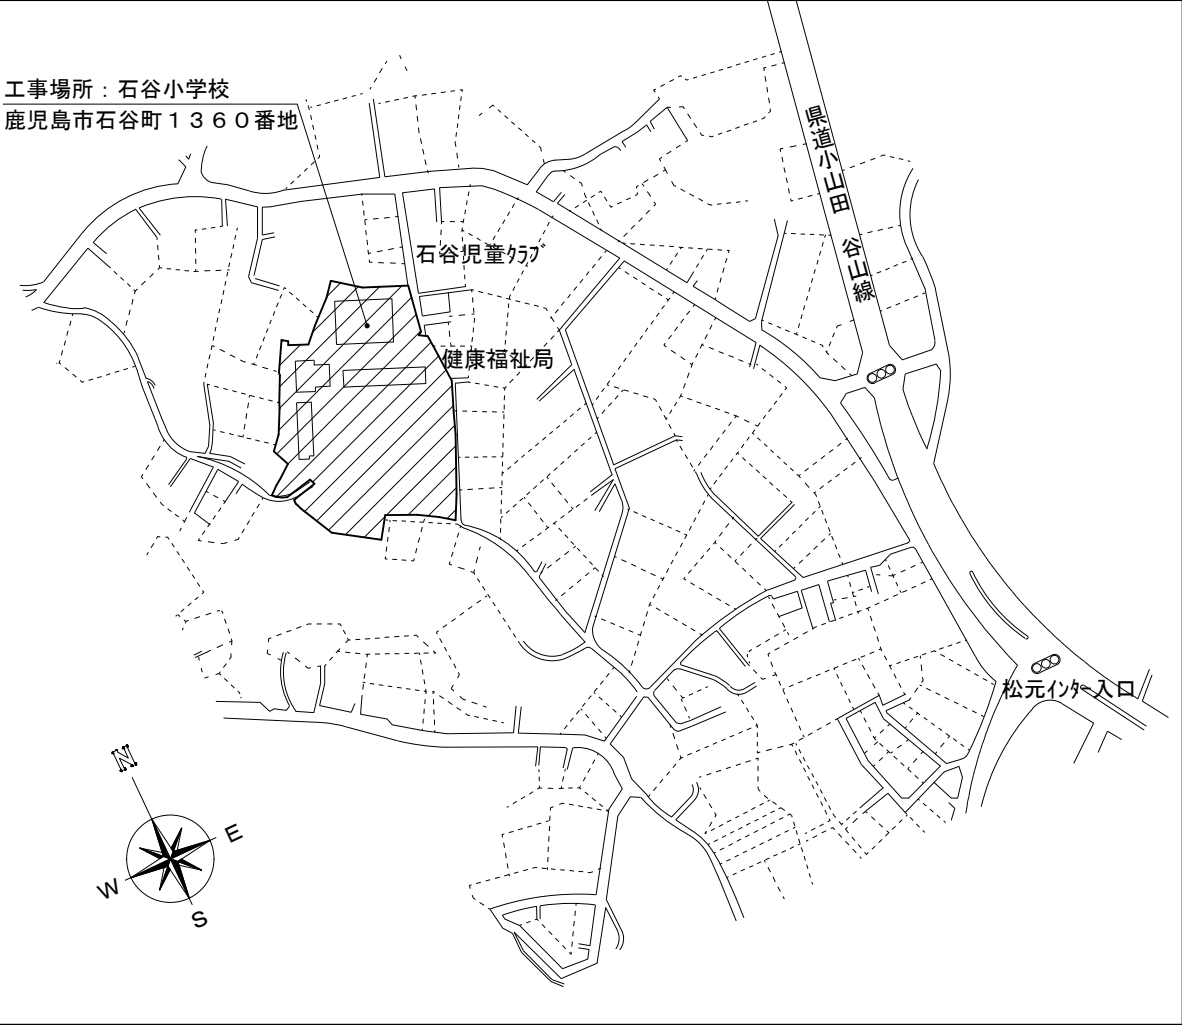 工事場所：石谷小学校
鹿児島市石谷町１３６０番地
県道小山田　谷山線
石谷児童ｸﾗﾌﾞ
健康福祉局
松元ｲﾝﾀｰ入口
N
E
W
S